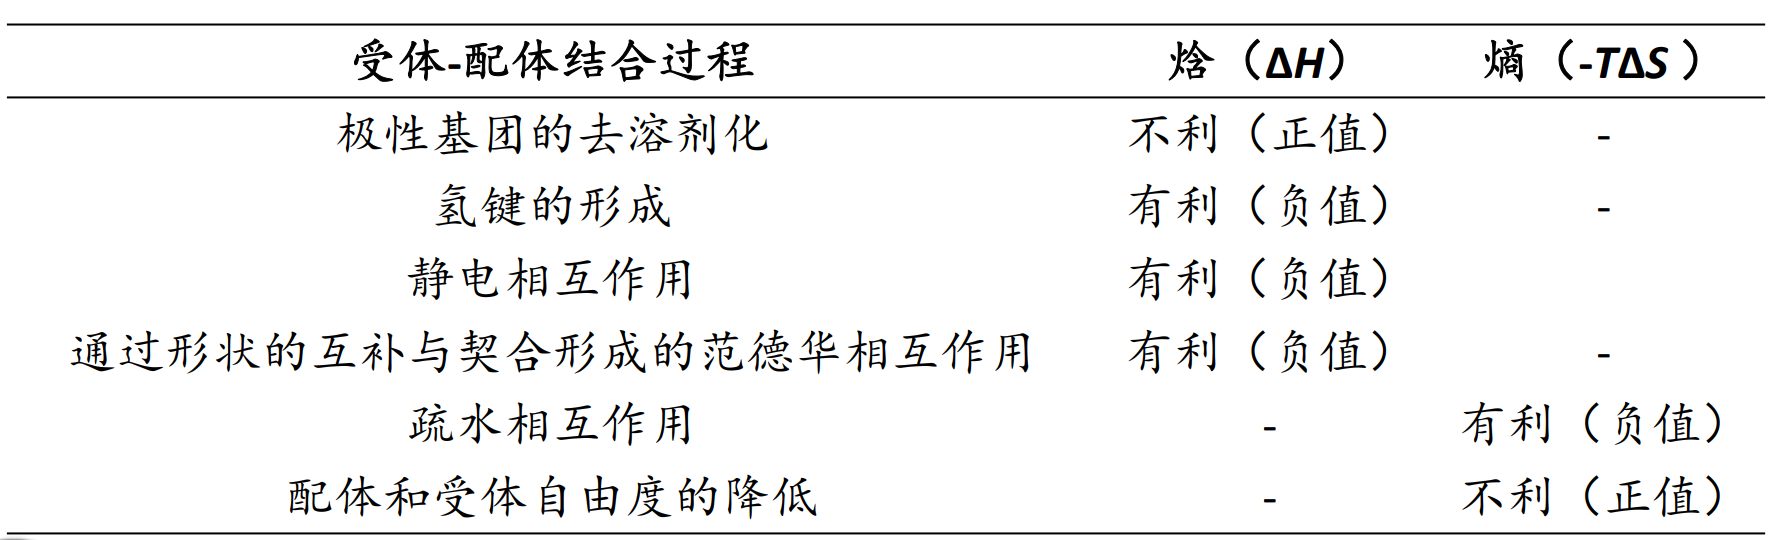 受体-配体结合过程 焓（ΔH） 熵（-TΔS ）
极性基团的去溶剂化 不利（正值） -
氢键的形成 有利（负值） -
静电相互作用 有利（负值）
通过形状的互补与契合形成的范德华相互作用 有利（负值） -
疏水相互作用 - 有利（负值）
配体和受体自由度的降低 - 不利（正值）